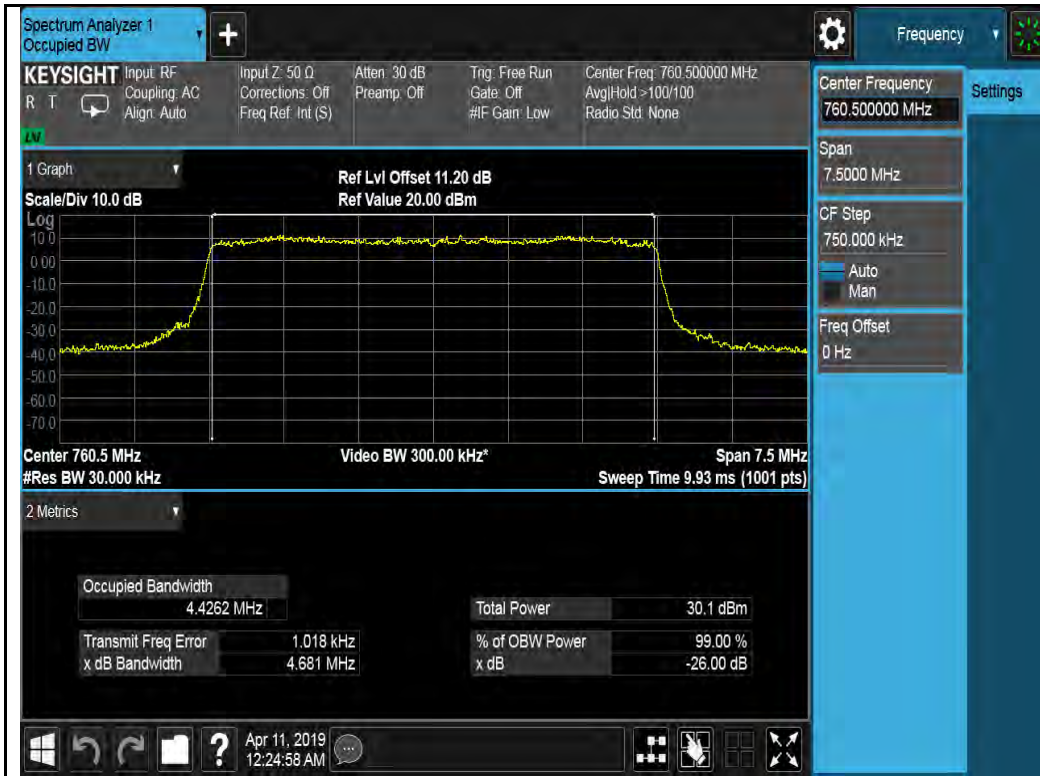 Spectrum Analyzer 1
Occupied BW
+
Frequency
KEYSIGHT
R T
LV
Input: RF
Coupling: AC
Align: Auto
Input Z: 50 Ω
Corrections: Off
Freq Ref: Int (S)
Atten: 30 dB
Preamp: Off
Trig: Free Run
Gate: Off
#IF Gain: Low
Center Freq: 760.500000 MHz
Avg|Hold >100/100
Radio Std: None
Center Frequency
760.500000 MHz
Settings
Span
7.5000 MHz
CF Step
750.000 kHz
Auto
Man
Freq Offset
0 Hz
1 Graph
Scale/Div 10.0 dB
Ref Lvl Offset 11.20 dB
Ref Value 20.00 dBm
Log
10.0
0.00
-10.0
-20.0
-30.0
-40.0
-50.0
-60.0
-70.0
Center 760.5 MHz
#Res BW 30.000 kHz
Video BW 300.00 kHz*
Span 7.5 MHz
Sweep Time 9.93 ms (1001 pts)
2 Metrics
Occupied Bandwidth
4.4262 MHz
Transmit Freq Error 1.018 kHz
x dB Bandwidth 4.681 MHz
Total Power 30.1 dBm
% of OBW Power 99.00 %
x dB -26.00 dB
?
Apr 11, 2019
12:24:58 AM